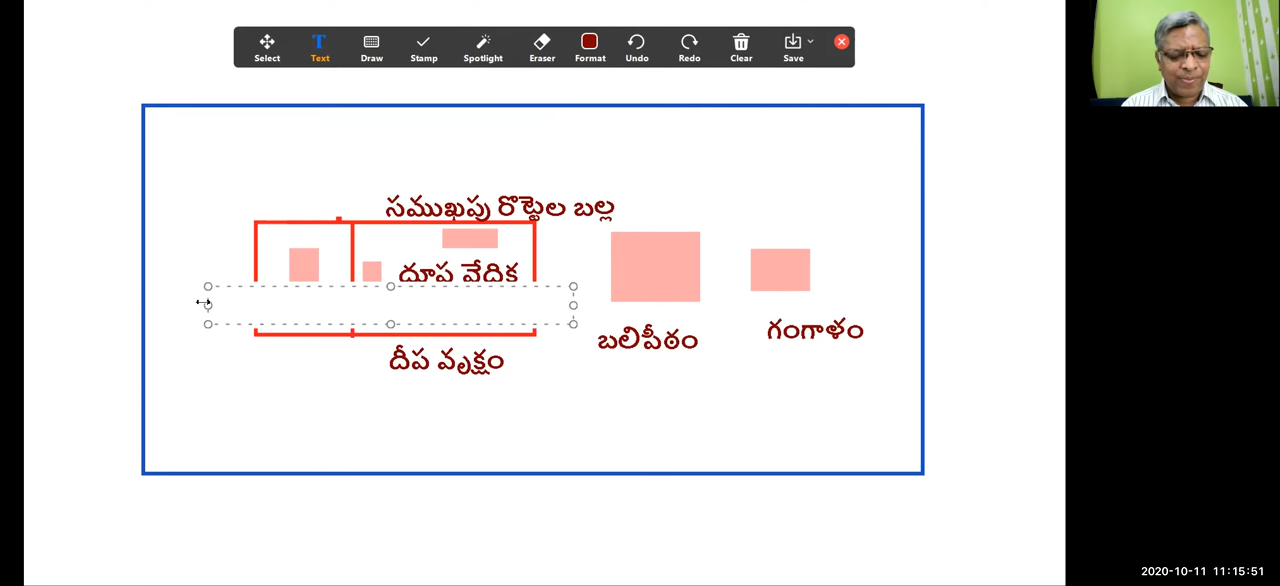 Select Text Draw Stamp Spotlight Eraser Format Undo Redo Clear Save
సముఖపు రొట్టెల బల్ల
దూప వేదిక
బలిపీఠం
గంగాళం
దీప వృక్షం
2020-10-11 11:15:51